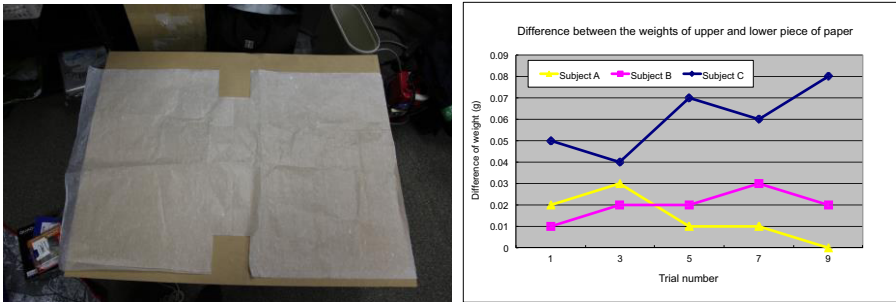 Difference between the weights of upper and lower piece of paper
Difference of weight (g)
0.09
0.08
0.07
0.06
0.05
0.04
0.03
0.02
0.01
0
Subject A Subject B Subject C
1 3 5 7 9
Trial number